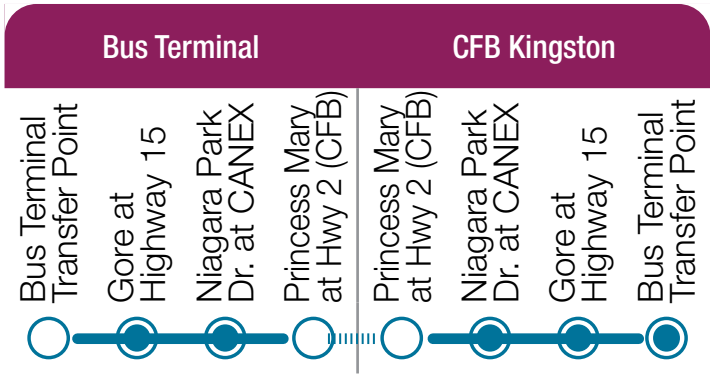 Bus Terminal
CFB Kingston
Bus Terminal
Transfer Point
Gore at
Highway 15
Niagara Park
Dr. at CANEX
Princess Mary
at Hwy 2 (CFB)
Princess Mary
at Hwy 2 (CFB)
Niagara Park
Dr. at CANEX
Gore at
Highway 15
Bus Terminal
Transfer Point